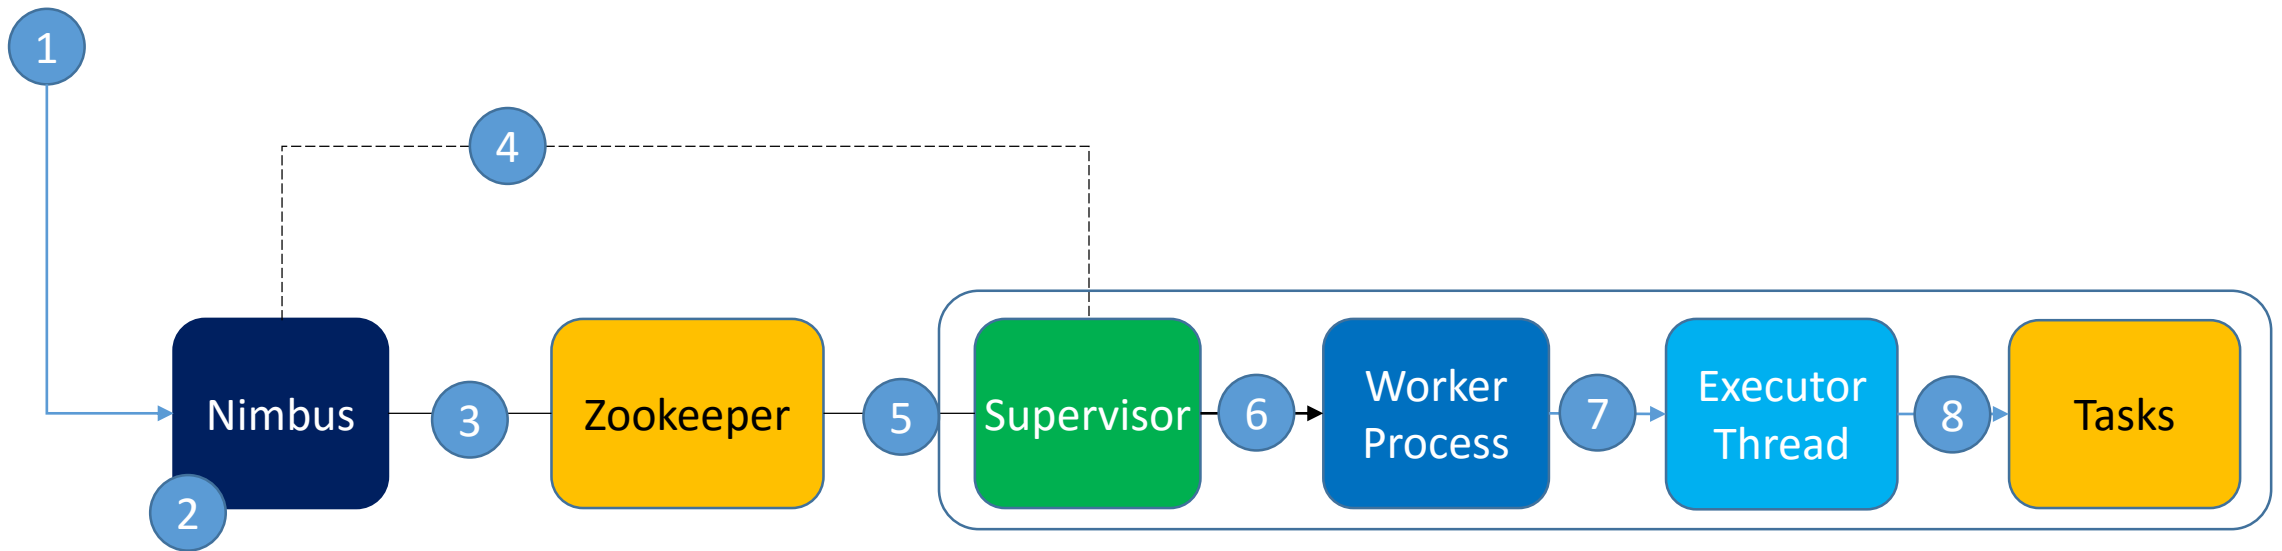 1
4
Nimbus
2
3
Zookeeper
5
Supervisor
6
Worker
Process
7
Executor
Thread
8
Tasks